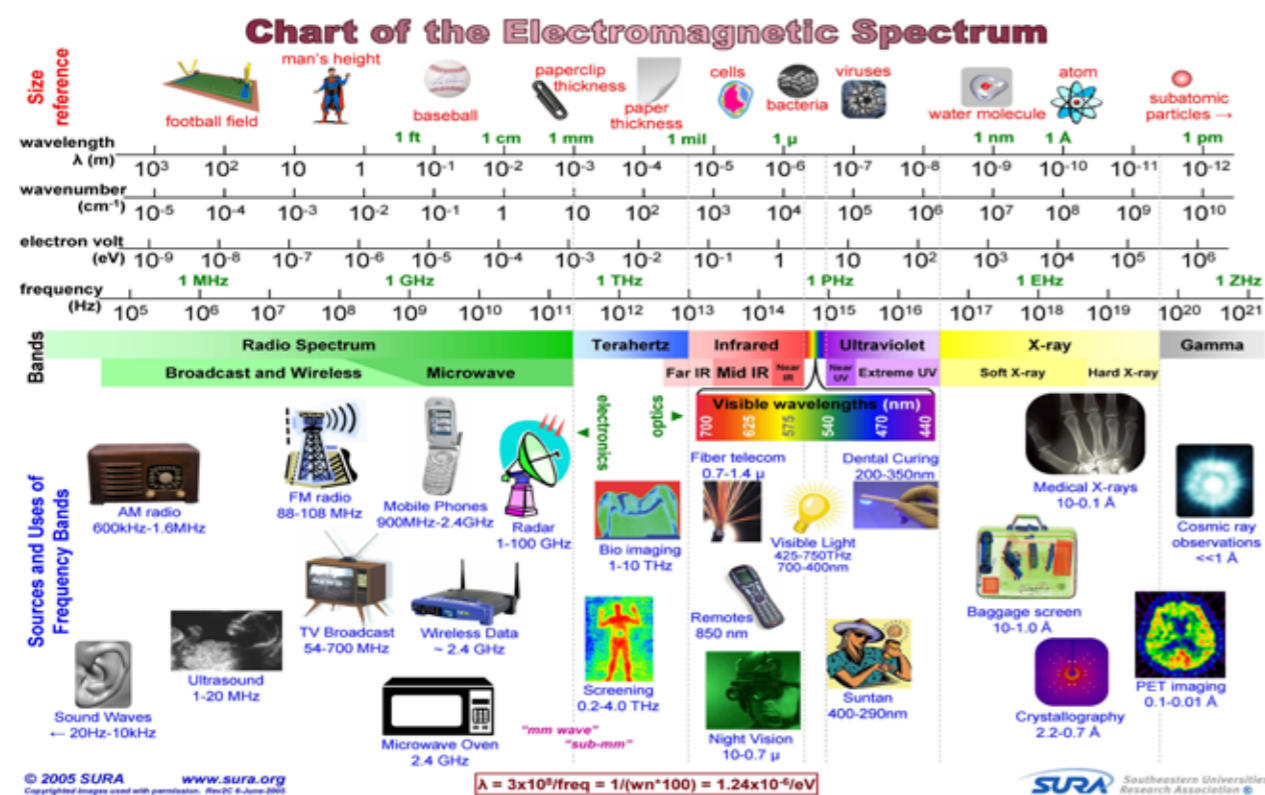 Chart of the Electromagnetic Spectrum
Size reference
football field
man's height
baseball
paperclip thickness
paper thickness
cells
bacteria
viruses
water molecule
atom
subatomic particles →
1 ft 1 cm 1 mm 1 mil 1 µ 1 nm 1 Å 1 pm
wavelength λ (m)
10³ 10² 10 1 10⁻¹ 10⁻² 10⁻³ 10⁻⁴ 10⁻⁵ 10⁻⁶ 10⁻⁷ 10⁻⁸ 10⁻⁹ 10⁻¹⁰ 10⁻¹¹ 10⁻¹²
wavenumber (cm⁻¹)
10⁻⁵ 10⁻⁴ 10⁻³ 10⁻² 10⁻¹ 1 10 10² 10³ 10⁴ 10⁵ 10⁶ 10⁷ 10⁸ 10⁹ 10¹⁰
electron volt (eV)
10⁻⁹ 10⁻⁸ 10⁻⁷ 10⁻⁶ 10⁻⁵ 10⁻⁴ 10⁻³ 10⁻² 10⁻¹ 1 10 10² 10³ 10⁴ 10⁵ 10⁶
1 MHz 1 GHz 1 THz 1 PHz 1 EHz 1 ZHz
frequency (Hz)
10⁵ 10⁶ 10⁷ 10⁸ 10⁹ 10¹⁰ 10¹¹ 10¹² 10¹³ 10¹⁴ 10¹⁵ 10¹⁶ 10¹⁷ 10¹⁸ 10¹⁹ 10²⁰ 10²¹
Bands
Radio Spectrum Terahertz Infrared Ultraviolet X-ray Gamma
Broadcast and Wireless Microwave Far IR Mid IR Near IR Near UV Extreme UV Soft X-ray Hard X-ray
electronics
optics
Visible wavelengths (nm)
700 625 575 540 470 440
Sources and Uses of Frequency Bands
AM radio
600kHz-1.6MHz
FM radio
88-108 MHz
Mobile Phones
900MHz-2.4GHz
Radar
1-100 GHz
Bio imaging
1-10 THz
Fiber telecom
0.7-1.4 µ
Visible Light
425-750THz
700-400nm
Dental Curing
200-350nm
Medical X-rays
10-0.1 Å
Cosmic ray
observations
<<1 Å
Sound Waves
← 20Hz-10kHz
Ultrasound
1-20 MHz
NEWS
TV Broadcast
54-700 MHz
Wireless Data
~ 2.4 GHz
Microwave Oven
2.4 GHz
"mm wave"
"sub-mm"
Screening
0.2-4.0 THz
Remotes
850 nm
Night Vision
10-0.7 µ
Suntan
400-290nm
Baggage screen
10-1.0 Å
Crystallography
2.2-0.7 Å
PET imaging
0.1-0.01 Å
© 2005 SURA www.sura.org
Copyrighted images used with permission. Rev2C 6-June-2005
λ = 3x10⁸/freq = 1/(wn*100) = 1.24x10⁻⁶/eV
SURA
Southeastern Universities
Research Association ®